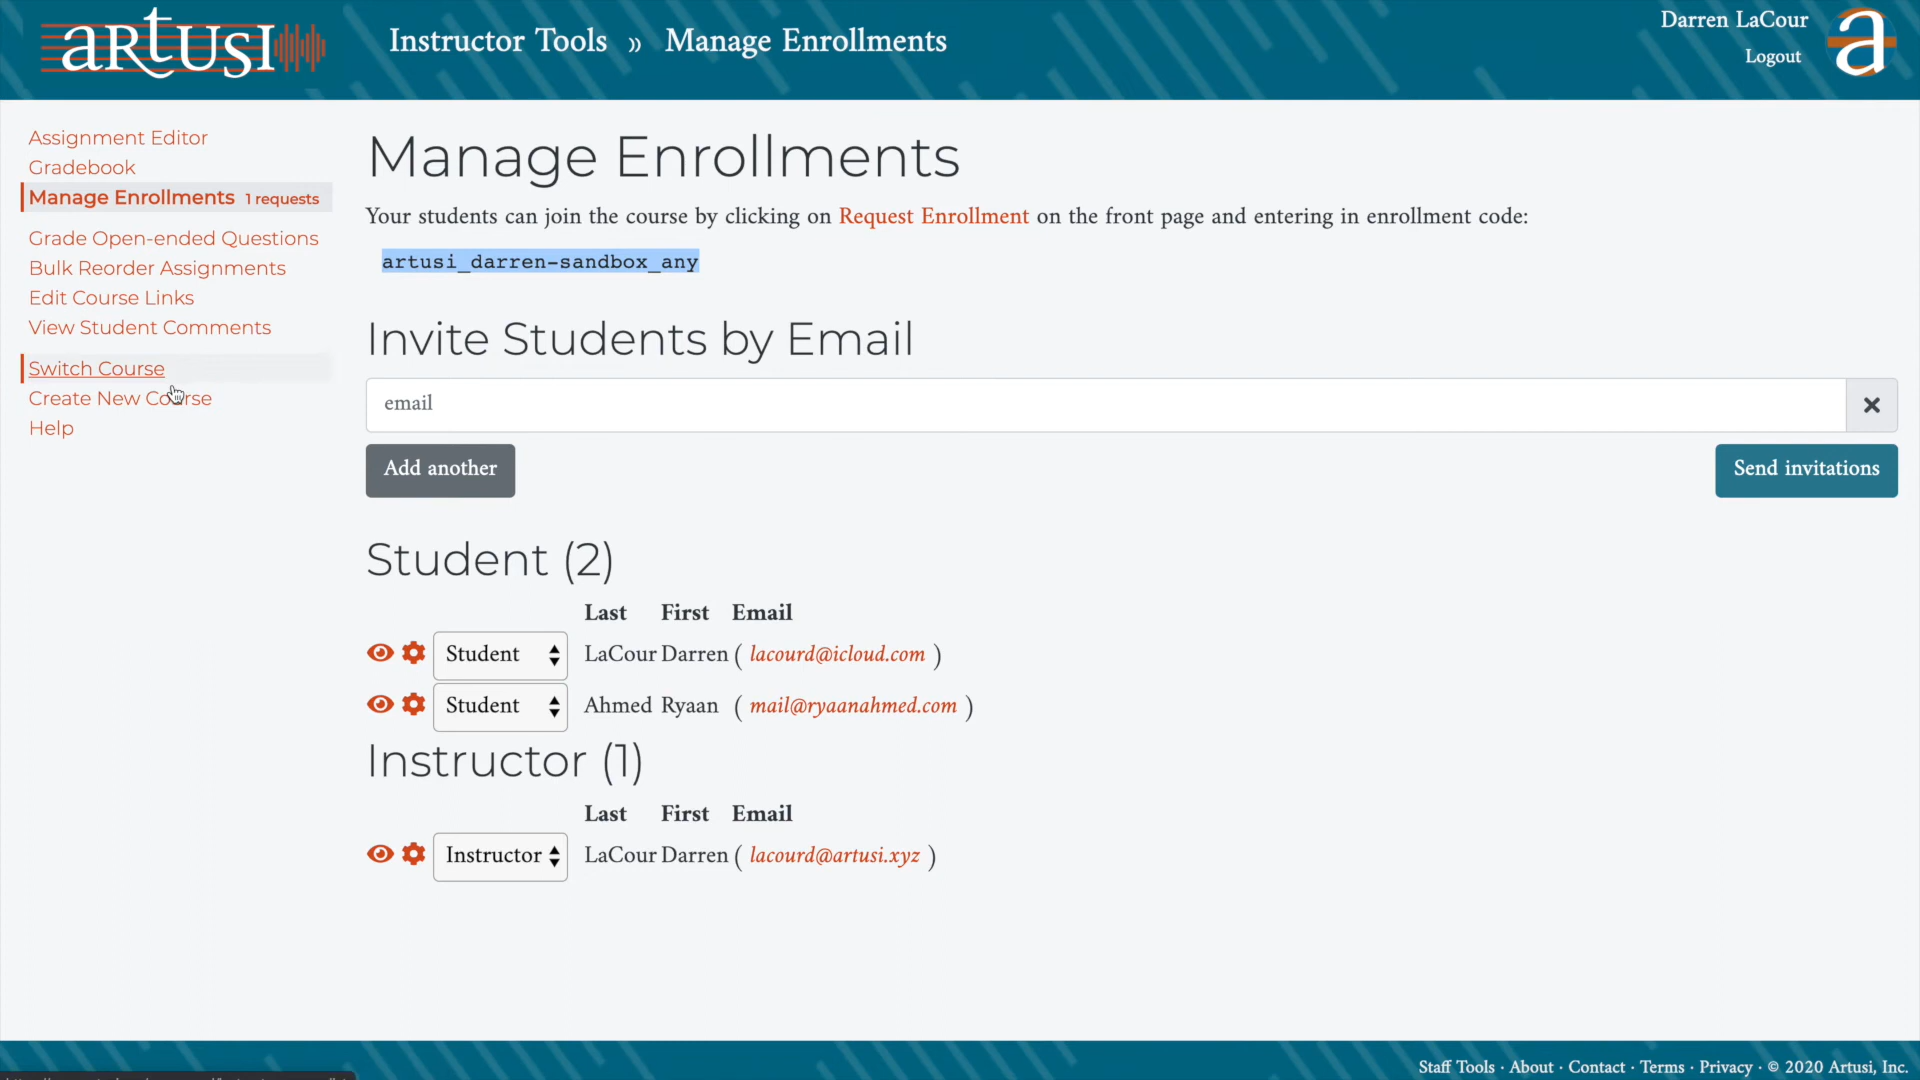 artusi
Instructor Tools » Manage Enrollments
Darren LaCour
Logout
a
Assignment Editor
Gradebook
Manage Enrollments 1 requests
Grade Open-ended Questions
Bulk Reorder Assignments
Edit Course Links
View Student Comments
Switch Course
Create New Course
Help
Manage Enrollments
Your students can join the course by clicking on Request Enrollment on the front page and entering in enrollment code:
artusi_darren-sandbox_any
Invite Students by Email
email
Add another
Send invitations
Student (2)
Last First Email
Student LaCour Darren ( lacourd@icloud.com )
Student Ahmed Ryaan ( mail@ryaanahmed.com )
Instructor (1)
Last First Email
Instructor LaCour Darren ( lacourd@artusi.xyz )
Staff Tools · About · Contact · Terms · Privacy · © 2020 Artusi, Inc.